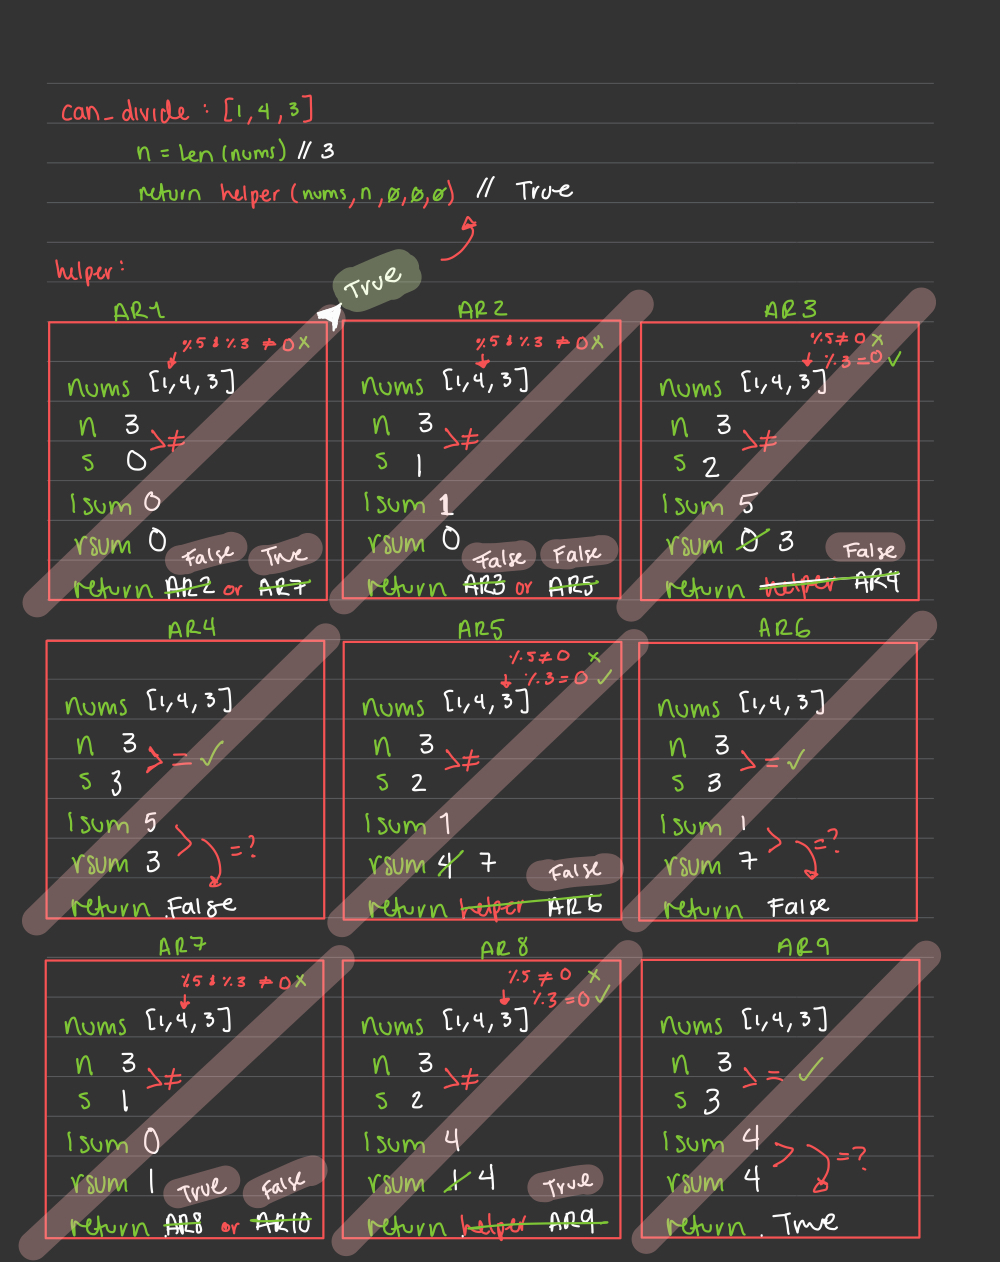 can_divide : [1, 4, 3]
n = len (nums) // 3
return helper (nums, n, 0, 0, 0) // True
helper:
True
AR1
%5 & %3 ≠ 0 x
nums [1, 4, 3]
n 3
>≠
s 0
lsum 0
rsum 0
False True
return AR2 or AR7
AR2
%5 & %3 ≠ 0 x
nums [1, 4, 3]
n 3
>≠
s 1
lsum 1
rsum 0
False False
return AR3 or AR5
AR3
%5 ≠ 0 x
%3 = 0 ✓
nums [1, 4, 3]
n 3
>≠
s 2
lsum 5
rsum 0 3
False
return helper AR4
AR4
nums [1, 4, 3]
n 3
> = ✓
s 3
lsum 5
> =?
rsum 3
return False
AR5
%5 ≠ 0 x
%3 = 0 ✓
nums [1, 4, 3]
n 3
>≠
s 2
lsum 1
rsum 4 7
False
return helper AR6
AR6
nums [1, 4, 3]
n 3
> = ✓
s 3
lsum 1
> =?
rsum 7
return False
AR7
%5 & %3 ≠ 0 x
nums [1, 4, 3]
n 3
>≠
s 1
lsum 0
rsum 1
True False
return AR8 or AR10
AR8
%5 ≠ 0 x
%3 = 0 ✓
nums [1, 4, 3]
n 3
>≠
s 2
lsum 4
rsum 1 4
True
return helper AR9
AR9
nums [1, 4, 3]
n 3
> = ✓
s 3
lsum 4
> =?
rsum 4
return True